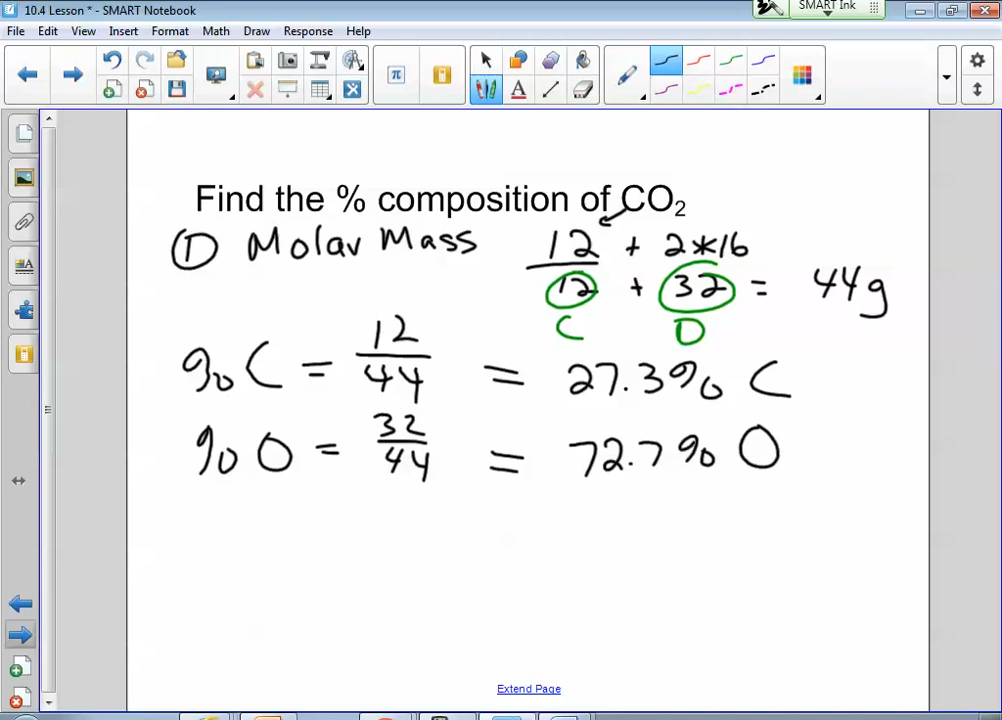 10.4 Lesson * - SMART Notebook
SMART Ink
File Edit View Insert Format Math Draw Response Help
Find the % composition of CO₂
① Molar Mass 12 + 2*16
12 + 32 = 44g
C O
% C = 12/44 = 27.3% C
% O = 32/44 = 72.7% O
Extend Page